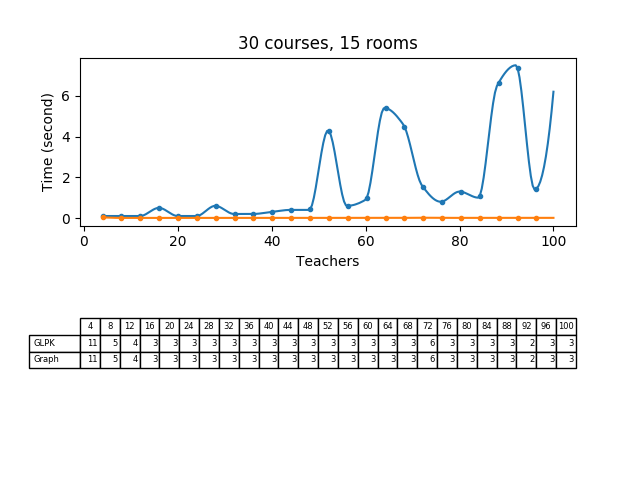 30 courses, 15 rooms
Time (second)
6
4
2
0
0 20 40 60 80 100
Teachers
4 8 12 16 20 24 28 32 36 40 44 48 52 56 60 64 68 72 76 80 84 88 92 96 100
GLPK 11 5 4 3 3 3 3 3 3 3 3 3 3 3 3 3 3 6 3 3 3 3 2 3 3
Graph 11 5 4 3 3 3 3 3 3 3 3 3 3 3 3 3 3 6 3 3 3 3 2 3 3